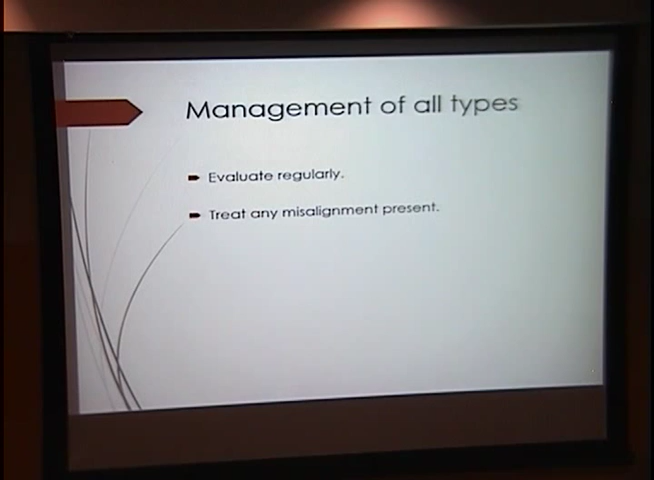 Management of all types
Evaluate regularly.
Treat any misalignment present.